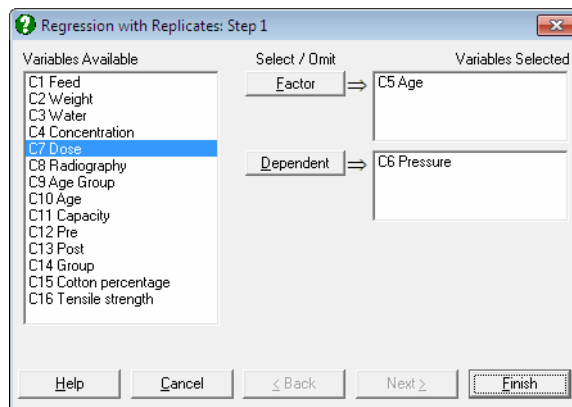 Regression with Replicates: Step 1
Variables Available
Select / Omit
Variables Selected
C1 Feed
C2 Weight
C3 Water
C4 Concentration
C7 Dose
C8 Radiography
C9 Age Group
C10 Age
C11 Capacity
C12 Pre
C13 Post
C14 Group
C15 Cotton percentage
C16 Tensile strength
Factor
C5 Age
Dependent
C6 Pressure
Help
Cancel
< Back
Next >
Finish